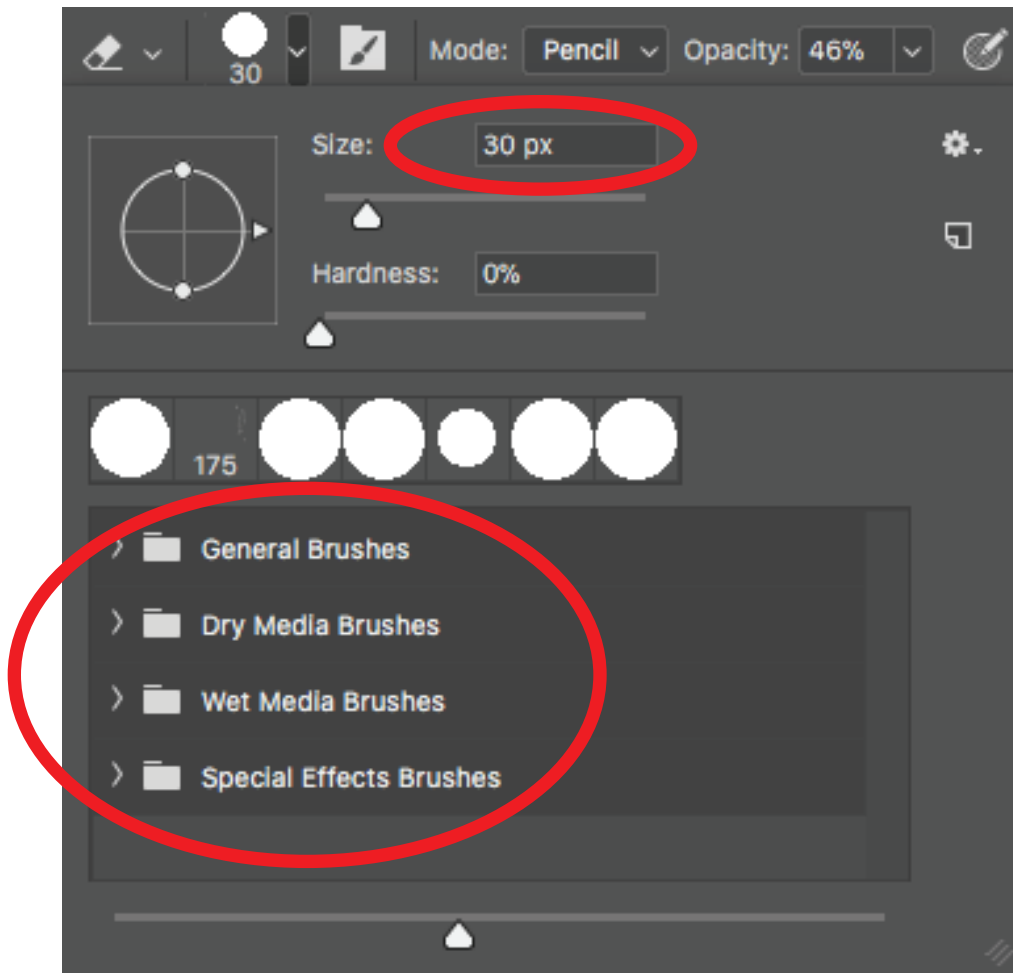 30
Mode: Pencil Opacity: 46%
Size: 30 px
Hardness: 0%
175
General Brushes
Dry Media Brushes
Wet Media Brushes
Special Effects Brushes